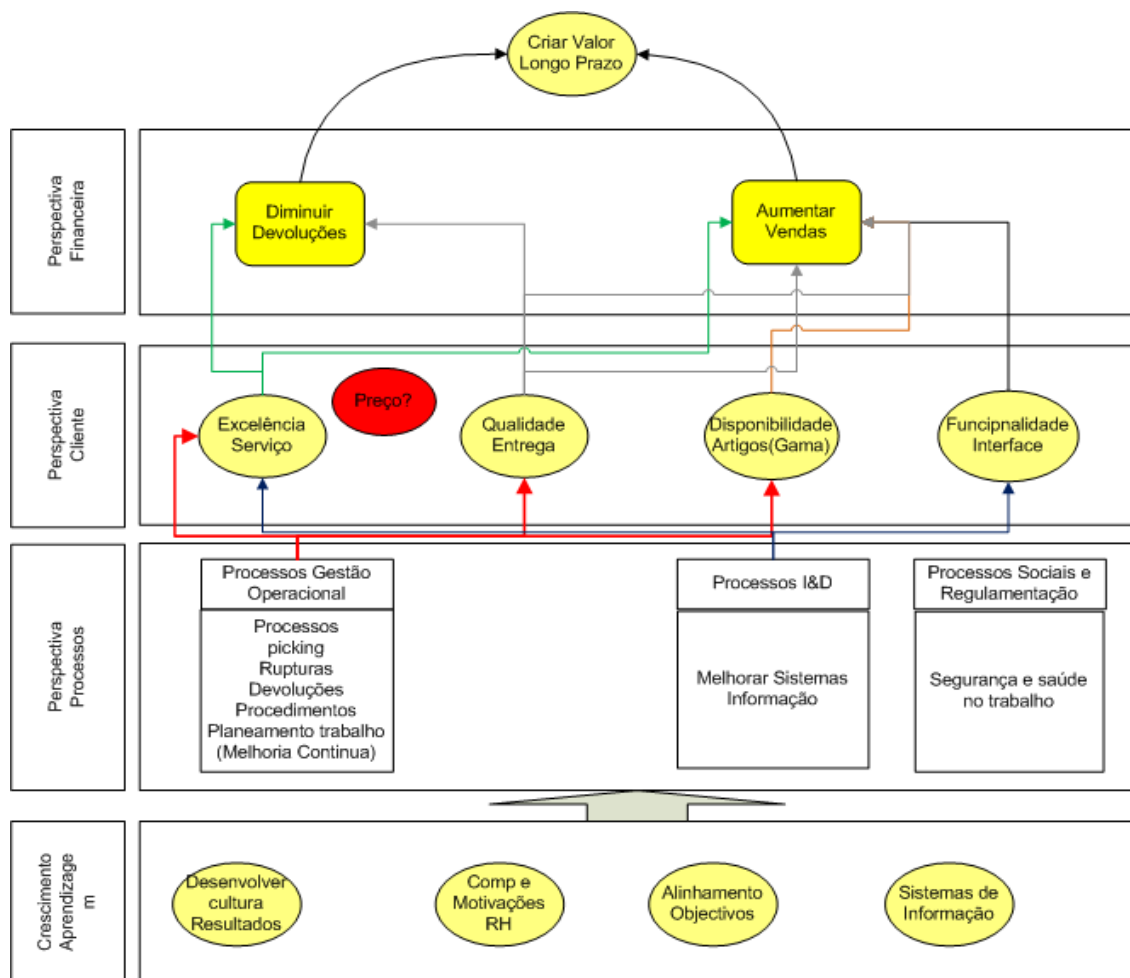 Criar Valor
Longo Prazo
Perspectiva
Financeira
Diminuir
Devoluções
Aumentar
Vendas
Perspectiva
Cliente
Preço?
Excelência
Serviço
Qualidade
Entrega
Disponibilidade
Artigos(Gama)
Funcipnalidade
Interface
Perspectiva
Processos
Processos Gestão
Operacional
Processos
picking
Rupturas
Devoluções
Procedimentos
Planeamento trabalho
(Melhoria Continua)
Processos I&D
Melhorar Sistemas
Informação
Processos Sociais e
Regulamentação
Segurança e saúde
no trabalho
Crescimento
Aprendizage
m
Desenvolver
cultura
Resultados
Comp e
Motivações
RH
Alinhamento
Objectivos
Sistemas de
Informação